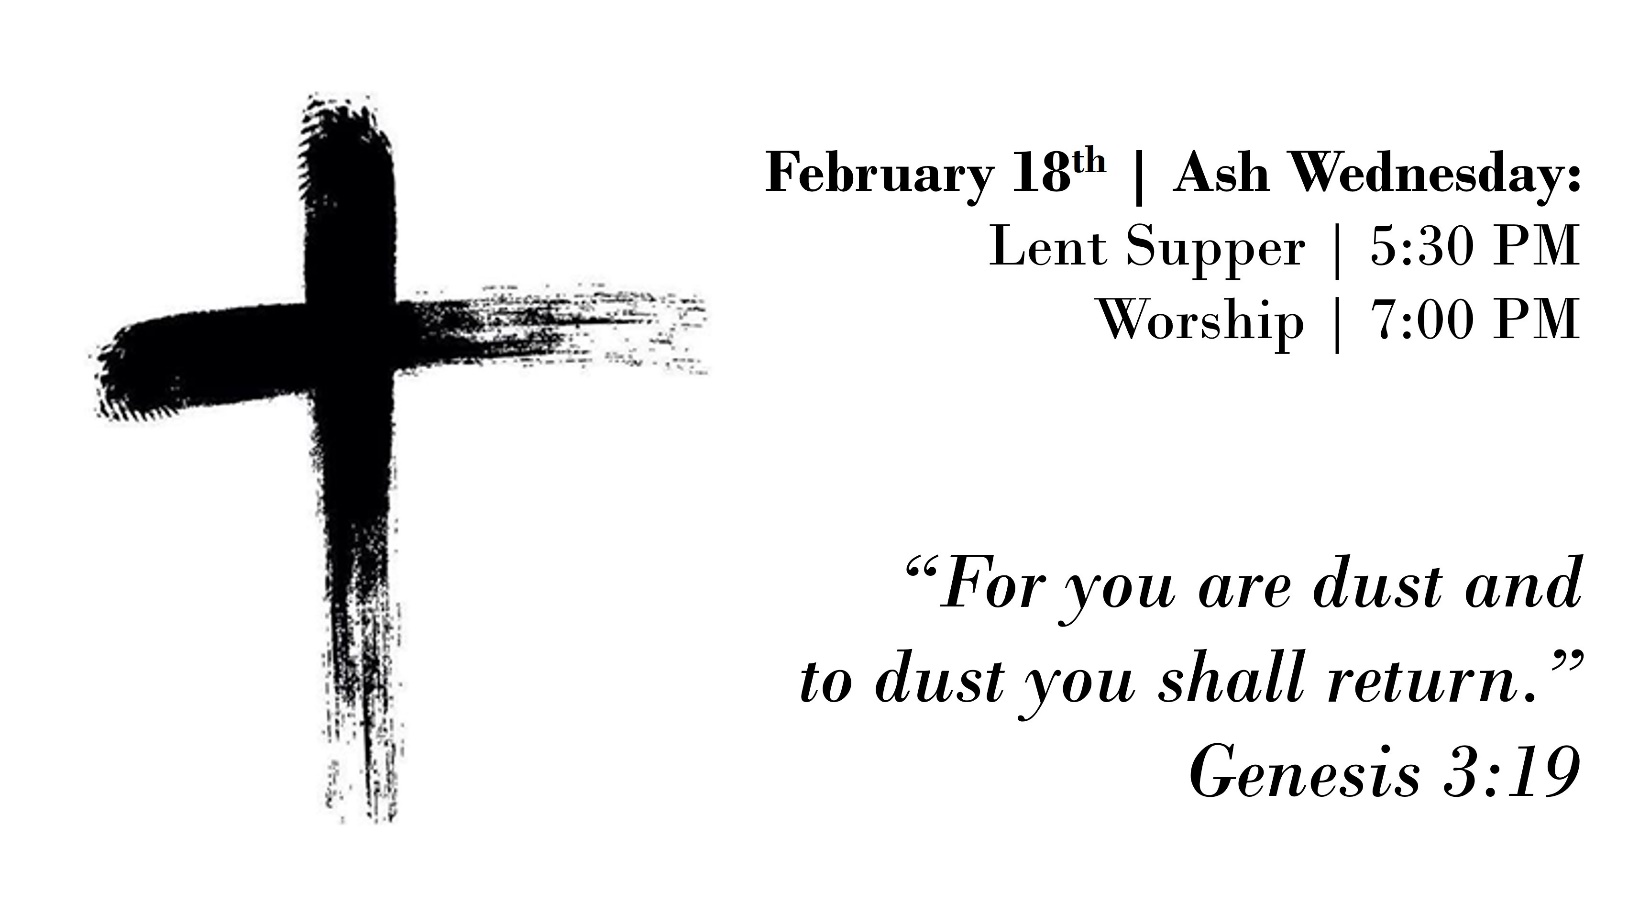 February 18th | Ash Wednesday:
Lent Supper | 5:30 PM
Worship | 7:00 PM
“For you are dust and
to dust you shall return.”
Genesis 3:19